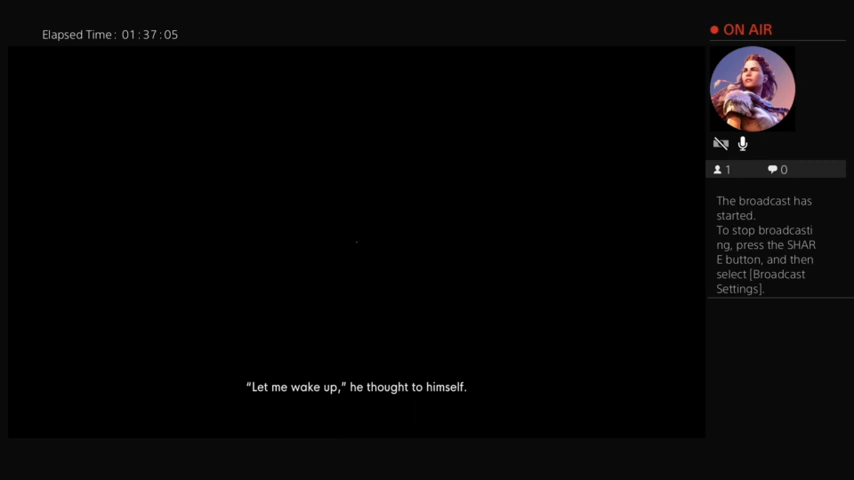 Elapsed Time: 01:37:05
ON AIR
1 0
The broadcast has
started.
To stop broadcasti
ng, press the SHAR
E button, and then
select [Broadcast
Settings].
“Let me wake up,” he thought to himself.